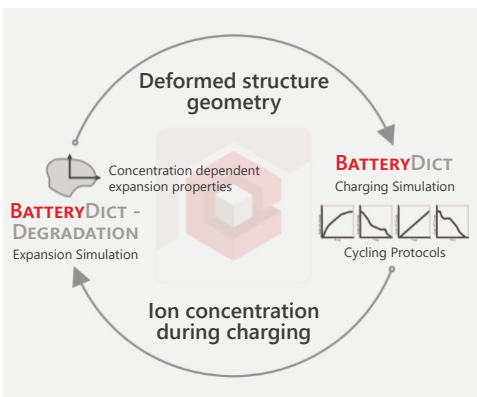 Deformed structure
geometry
Concentration dependent
expansion properties
BATTERYDICT -
DEGRADATION
Expansion Simulation
BATTERYDICT
Charging Simulation
Cycling Protocols
Ion concentration
during charging